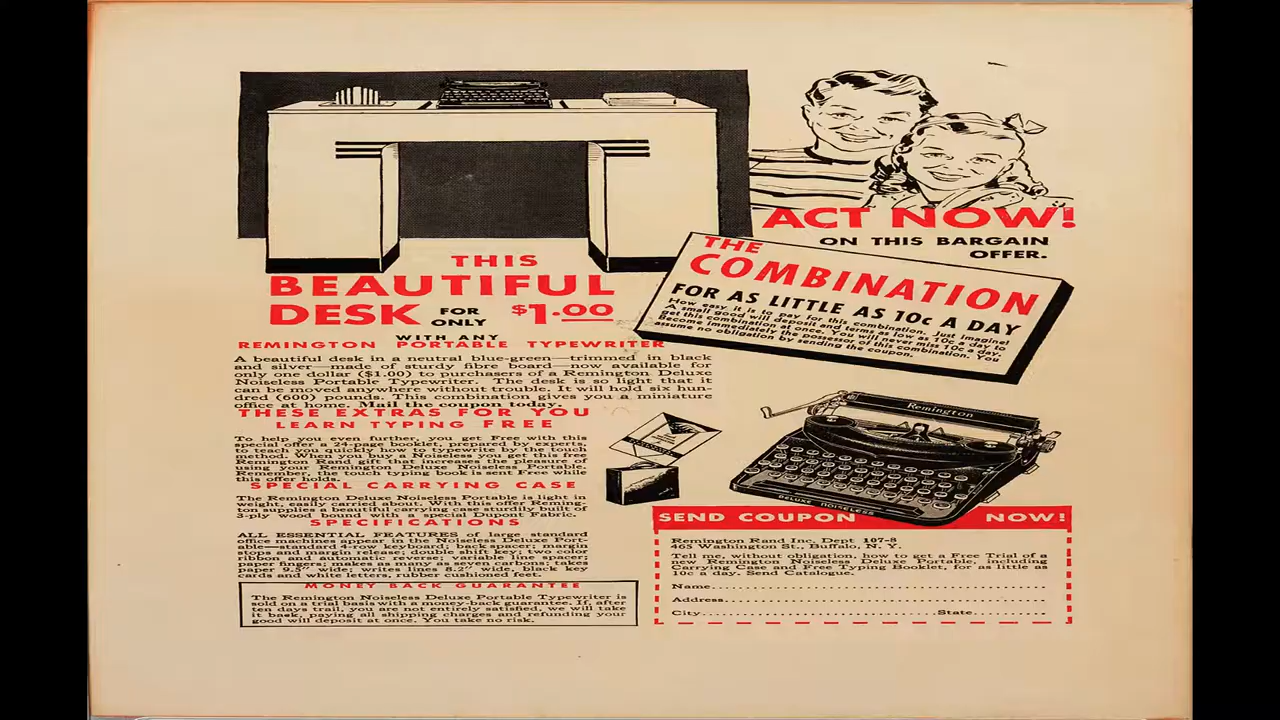 THIS
BEAUTIFUL
DESK FOR ONLY $1.00
WITH ANY
REMINGTON PORTABLE TYPEWRITER
A beautiful desk in a neutral blue-green—trimmed in black
and silver—made of sturdy fibre board—now available for
only one dollar ($1.00) to purchasers of a Remington Deluxe
Noiseless Portable Typewriter. The desk is so light that it
can be moved anywhere without trouble. It will hold six hun-
dred (600) pounds. This combination gives you a miniature
office at home. Mail the coupon today.
THESE EXTRAS FOR YOU
LEARN TYPING FREE
To help you even further, you get Free with this
special offer a 24-page booklet, prepared by experts,
to teach you quickly how to typewrite by the touch
method. When you buy a Noiseless you get this free
Remington Rand gift that increases the pleasure of
using your Remington Deluxe Noiseless Portable.
Remember, the touch typing book is sent Free while
this offer holds.
SPECIAL CARRYING CASE
The Remington Deluxe Noiseless Portable is light in
weight, easily carried about. With this offer Reming-
ton supplies a beautiful carrying case sturdily built of
3-ply wood bound with a special Dupont Fabric.
SPECIFICATIONS
ALL ESSENTIAL FEATURES of large standard
office machines appear in the Noiseless Deluxe Port-
able—standard 4-row keyboard; back spacer; margin
stops and margin release; double shift key; two color
ribbon and automatic reverse; variable line spacer;
paper fingers; makes as many as seven carbons; takes
paper 9.5" wide; writes lines 8.2" wide, black key
cards and white letters, rubber cushioned feet.
MONEY BACK GUARANTEE
The Remington Noiseless Deluxe Portable Typewriter is
sold on a trial basis with a money-back guarantee. If, after
ten days trail, you are not entirely satisfied, we will take
it back, paying all shipping charges and refunding your
good will deposit at once. You take no risk.
ACT NOW!
ON THIS BARGAIN
OFFER.
THE
COMBINATION
FOR AS LITTLE AS 10c A DAY
How easy it is to pay for this combination. Just imagine!
A small good will deposit and terms as low as 10c a day to
get this combination at once. You will never miss 10c a day.
Become immediately the possessor of this combination. You
assume no obligation by sending the coupon.
Remington
DELUXE NOISELESS
SEND COUPON NOW!
Remington Rand Inc. Dept 107-8
465 Washington St., Buffalo, N. Y.
Tell me, without obligation, how to get a Free Trial of a
new Remington Noiseless Deluxe Portable, including
Carrying Case and Free Typing Booklet, for as little as
10c a day. Send Catalogue.
Name
Address
City State